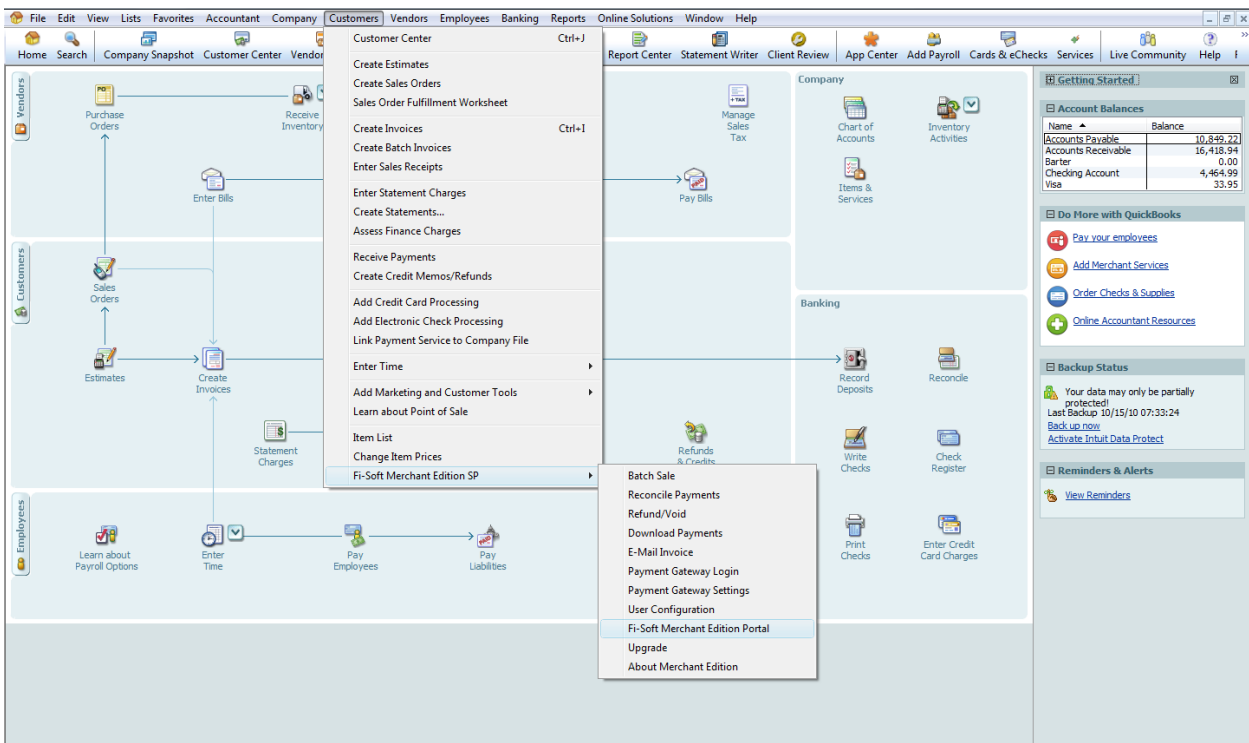 File Edit View Lists Favorites Accountant Company Customers Vendors Employees Banking Reports Online Solutions Window Help
Home Search Company Snapshot Customer Center Vendor Report Center Statement Writer Client Review App Center Add Payroll Cards & eChecks Services Live Community Help
Customer Center Ctrl+J
Create Estimates
Create Sales Orders
Sales Order Fulfillment Worksheet
Create Invoices Ctrl+I
Create Batch Invoices
Enter Sales Receipts
Enter Statement Charges
Create Statements...
Assess Finance Charges
Receive Payments
Create Credit Memos/Refunds
Add Credit Card Processing
Add Electronic Check Processing
Link Payment Service to Company File
Enter Time
Add Marketing and Customer Tools
Learn about Point of Sale
Item List
Change Item Prices
Fi-Soft Merchant Edition SP
Batch Sale
Reconcile Payments
Refund/Void
Download Payments
E-Mail Invoice
Payment Gateway Login
Payment Gateway Settings
User Configuration
Fi-Soft Merchant Edition Portal
Upgrade
About Merchant Edition
Vendors
PO
Purchase
Orders
Receive
Inventory
+ TAX
Manage
Sales
Tax
Enter Bills
PAID
Pay Bills
Customers
Sales
Orders
Estimates
Create
Invoices
Statement
Charges
Refunds
& Credits
Employees
Learn about
Payroll Options
Enter
Time
Pay
Employees
PAID
Pay
Liabilities
Company
Chart of
Accounts
Inventory
Activities
Items &
Services
Banking
Record
Deposits
Reconcile
Write
Checks
Check
Register
Print
Checks
Enter Credit
Card Charges
Getting Started
Account Balances
Name Balance
Accounts Payable 10,849.22
Accounts Receivable 16,418.94
Barter 0.00
Checking Account 4,464.99
Visa 33.95
Do More with QuickBooks
Pay your employees
Add Merchant Services
Order Checks & Supplies
Online Accountant Resources
Backup Status
Your data may only be partially
protected!
Last Backup 10/15/10 07:33:24
Back up now
Activate Intuit Data Protect
Reminders & Alerts
View Reminders